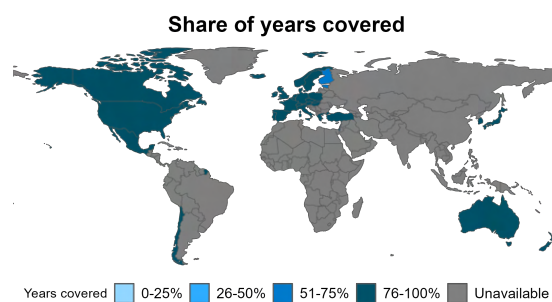 Share of years covered
Years covered 0-25% 26-50% 51-75% 76-100% Unavailable